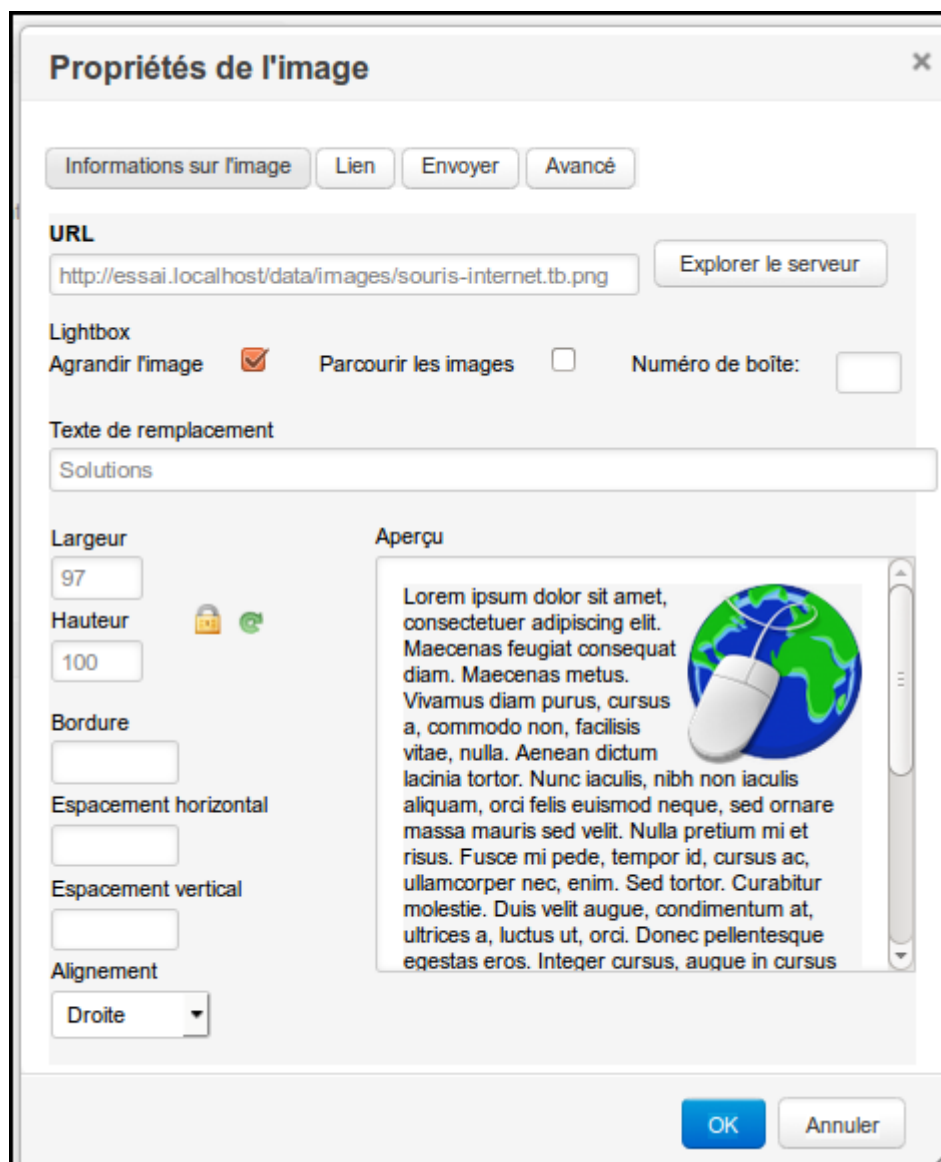 Propriétés de l'image
Informations sur l'image Lien Envoyer Avancé
URL
http://essai.localhost/data/images/souris-internet.tb.png Explorer le serveur
Lightbox
Agrandir l'image Parcourir les images Numéro de boîte:
Texte de remplacement
Solutions
Largeur
97
Hauteur
100
Bordure
Espacement horizontal
Espacement vertical
Alignement
Droite
Aperçu
Lorem ipsum dolor sit amet,
consectetuer adipiscing elit.
Maecenas feugiat consequat
diam. Maecenas metus.
Vivamus diam purus, cursus
a, commodo non, facilisis
vitae, nulla. Aenean dictum
lacinia tortor. Nunc iaculis, nibh non iaculis
aliquam, orci felis euismod neque, sed ornare
massa mauris sed velit. Nulla pretium mi et
risus. Fusce mi pede, tempor id, cursus ac,
ullamcorper nec, enim. Sed tortor. Curabitur
molestie. Duis velit augue, condimentum at,
ultrices a, luctus ut, orci. Donec pellentesque
egestas eros. Integer cursus, augue in cursus
OK Annuler